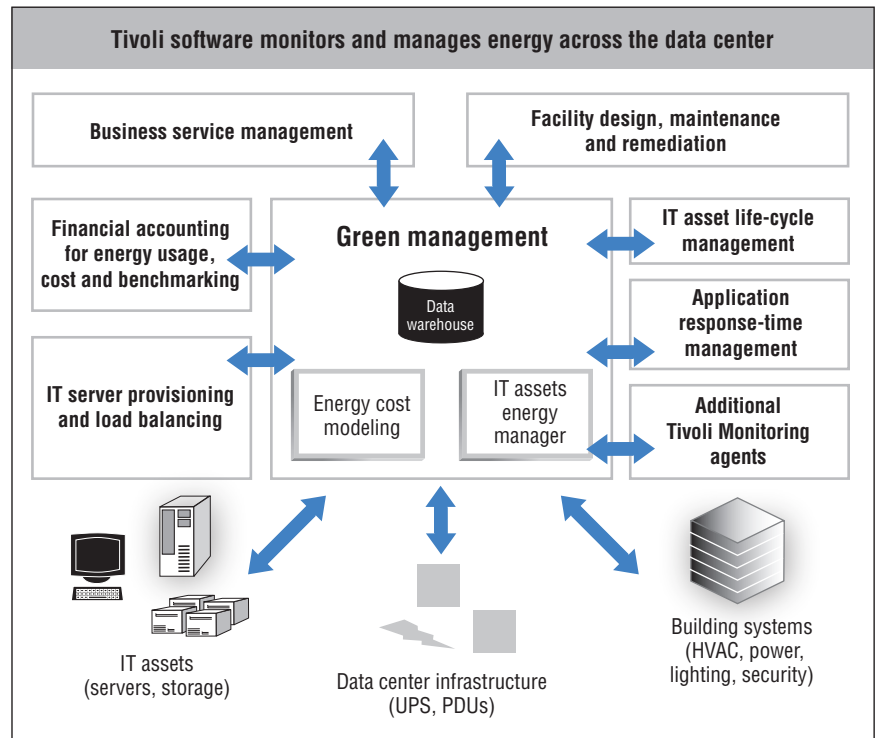 Tivoli software monitors and manages energy across the data center
Business service management
Facility design, maintenance
and remediation
Financial accounting
for energy usage,
cost and benchmarking
Green management
IT asset life-cycle
management
Data
warehouse
Application
response-time
management
IT server provisioning
and load balancing
Energy cost
modeling
IT assets
energy
manager
Additional
Tivoli Monitoring
agents
IT assets
(servers, storage)
Data center infrastructure
(UPS, PDUs)
Building systems
(HVAC, power,
lighting, security)